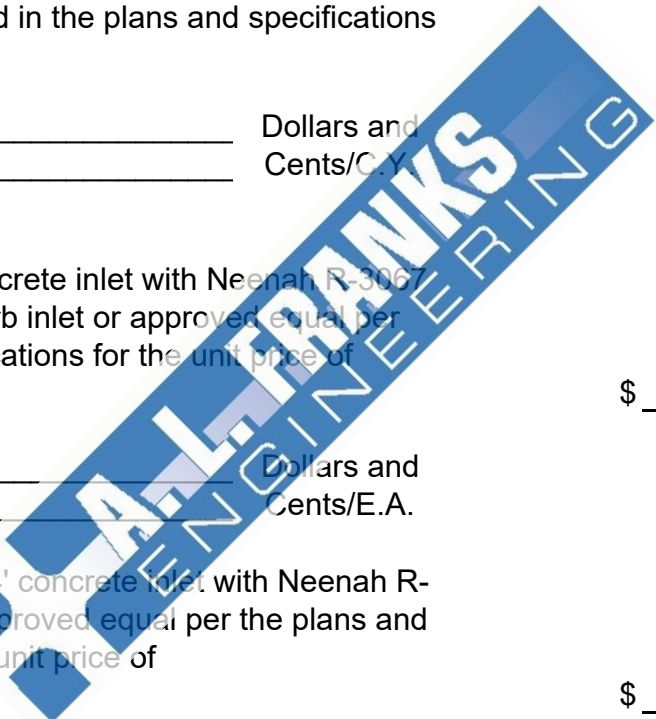 d in the plans and specifications
Dollars and
Cents/C.Y.
crete inlet with Neenah R-3067
b inlet or approved equal per
ations for the unit price of
$
Dollars and
Cents/E.A.
' concrete inlet with Neenah R-
proved equal per the plans and
unit price of
$
A. L. FRANKS
ENGINEERING